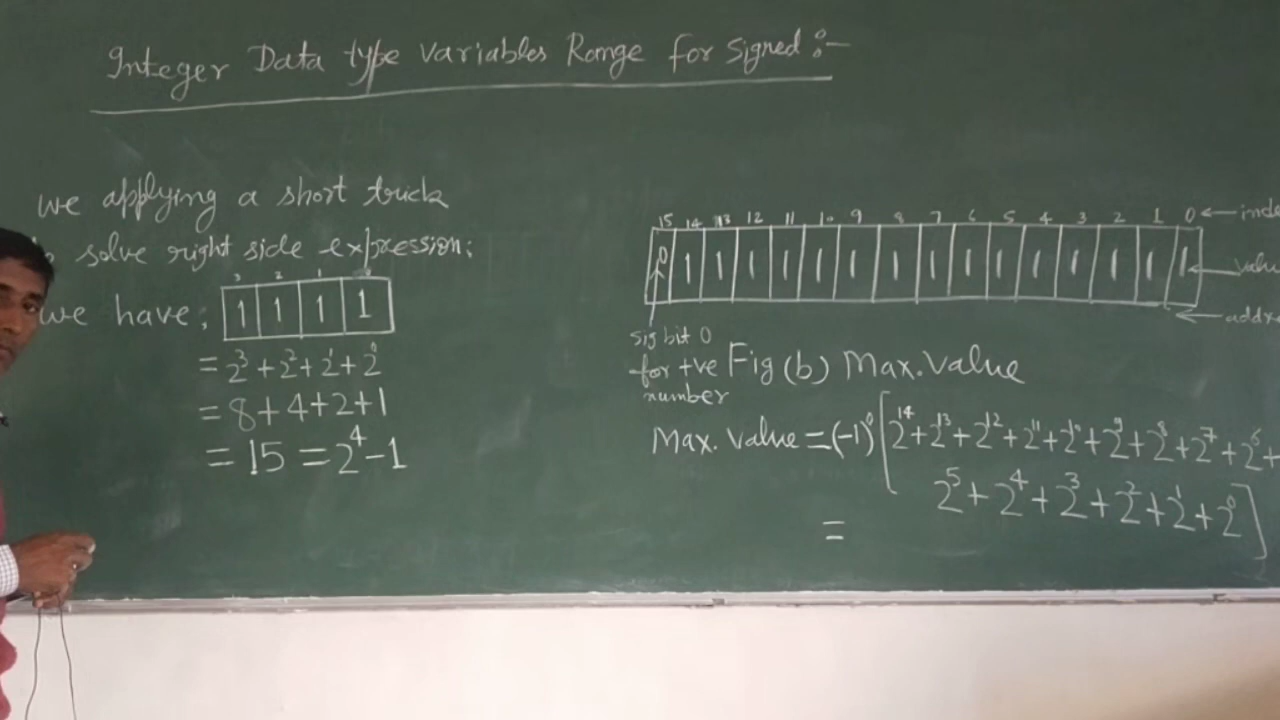 Integer Data type variables Range for signed :-
we applying a short trick
solve right side expression;
3 2 1 0
we have; 1 1 1 1
= 2³ + 2² + 2¹ + 2⁰
= 8 + 4 + 2 + 1
= 15 = 2⁴ - 1
15 14 13 12 11 10 9 8 7 6 5 4 3 2 1 0 ← inde
0 1 1 1 1 1 1 1 1 1 1 1 1 1 1 1 ← valu
← addre
sig bit 0
for +ve
number
Fig (b) Max. Value
Max. Value = (-1)⁰ [2¹⁴ + 2¹³ + 2¹² + 2¹¹ + 2¹⁰ + 2⁹ + 2⁸ + 2⁷ + 2⁶ +
2⁵ + 2⁴ + 2³ + 2² + 2¹ + 2⁰]
=